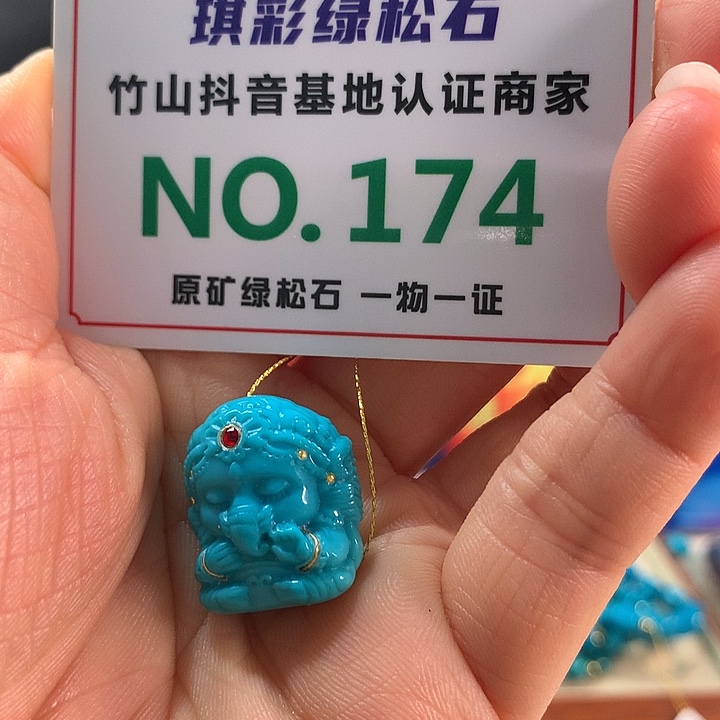 琪彩绿松石
竹山抖音基地认证商家
NO.174
原矿绿松石 一物一证